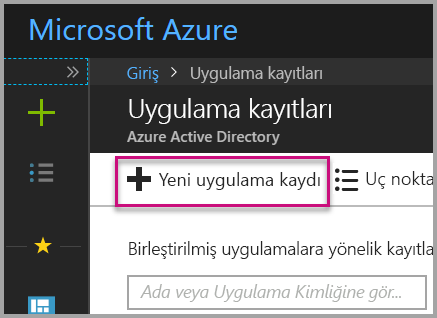 Microsoft Azure
Giriş > Uygulama kayıtları
Uygulama kayıtları
Azure Active Directory
Yeni uygulama kaydı
Uç nokta
Birleştirilmiş uygulamalara yönelik kayıtla
Ada veya Uygulama Kimliğine gör...